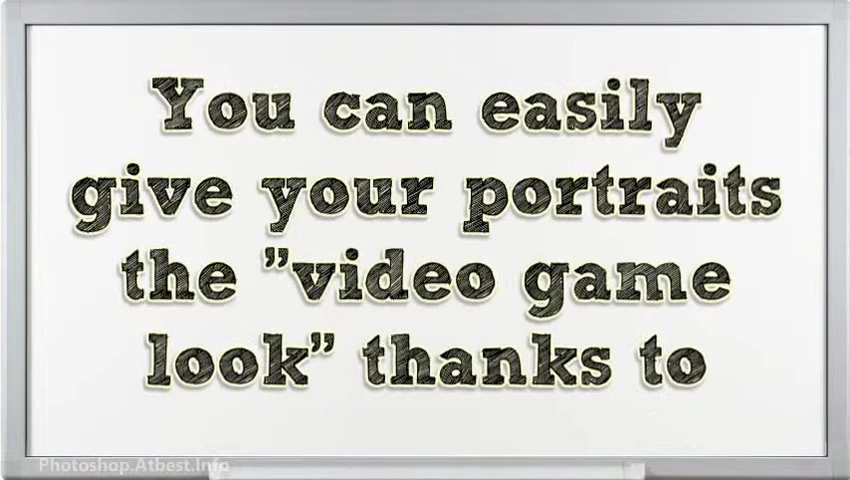 You can easily
give your portraits
the ”video game
look” thanks to
Photoshop.Atbest.Info